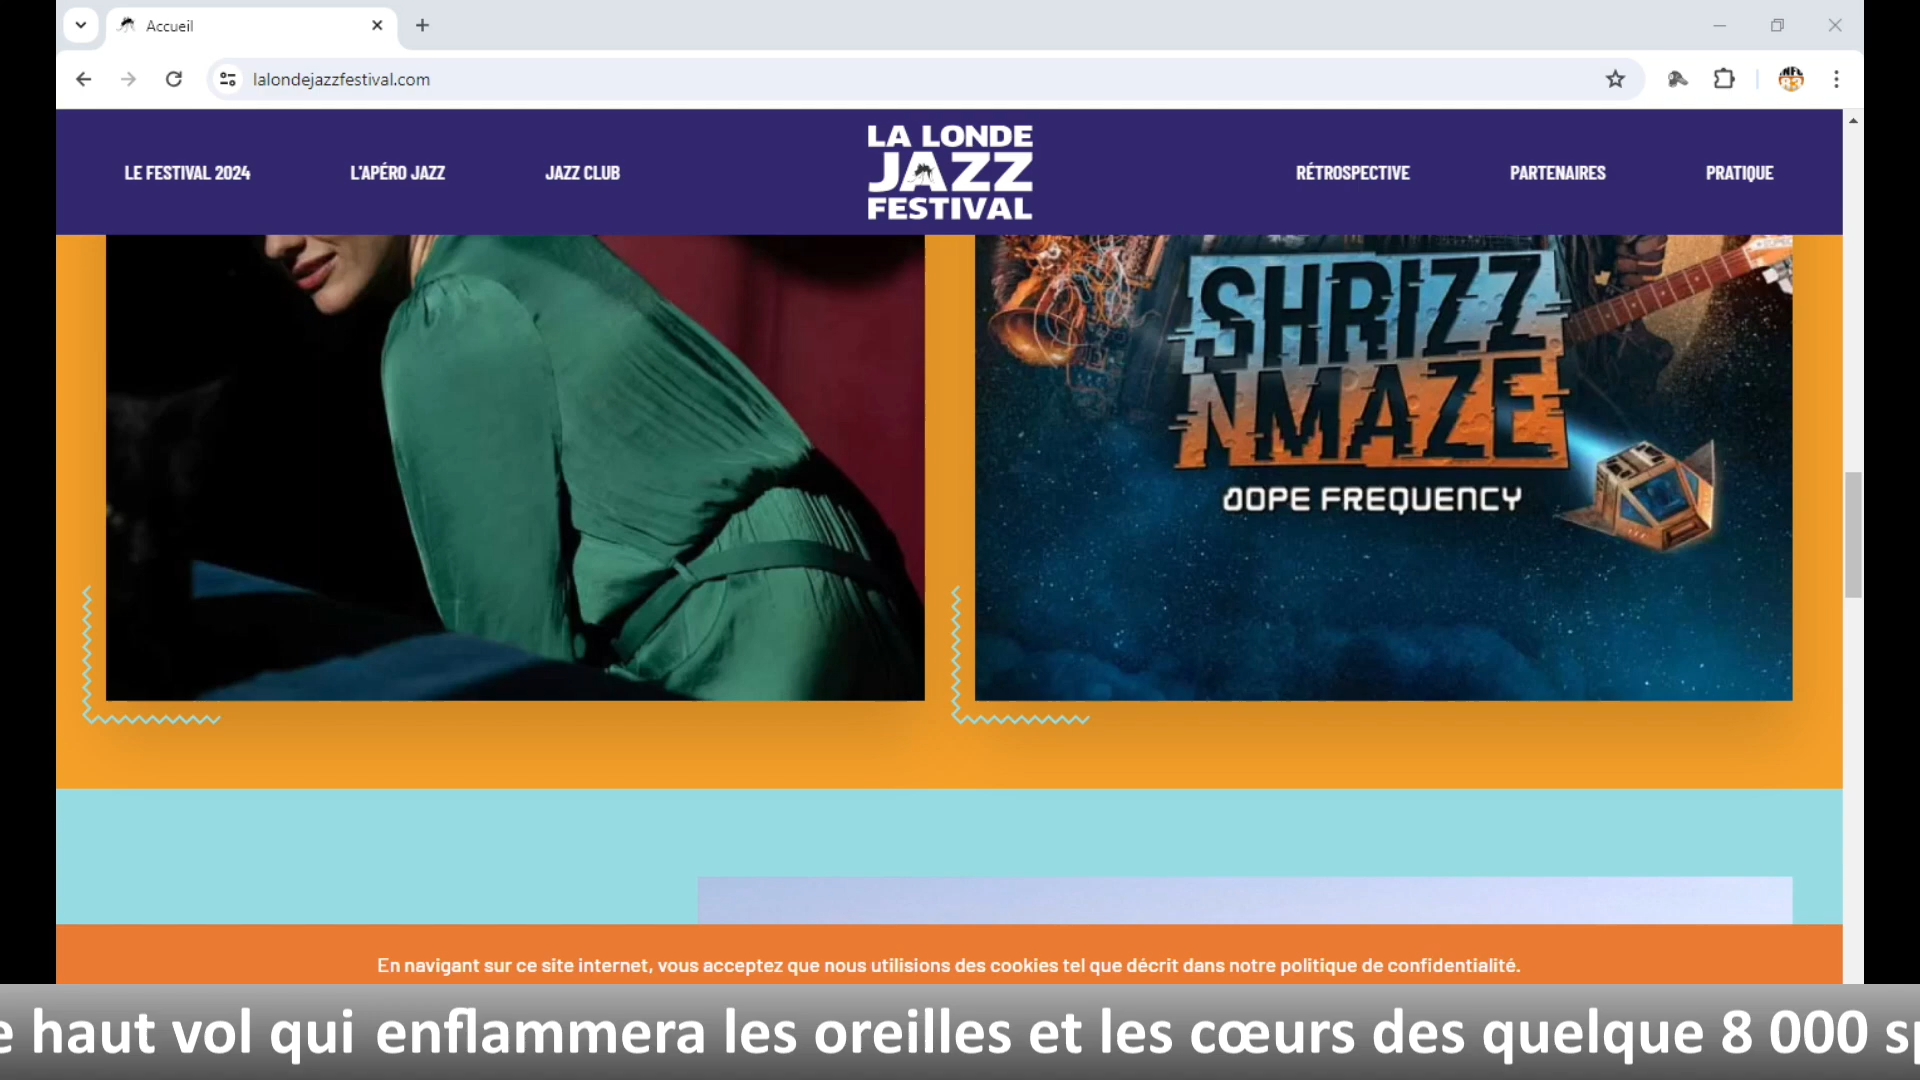 Accueil
lalondejazzfestival.com
LE FESTIVAL 2024
L'APÉRO JAZZ
JAZZ CLUB
LA LONDE
JAZZ
FESTIVAL
RÉTROSPECTIVE
PARTENAIRES
PRATIQUE
SHRIZZ
NMAZE
DOPE FREQUENCY
En navigant sur ce site internet, vous acceptez que nous utilisions des cookies tel que décrit dans notre politique de confidentialité.
e haut vol qui enflammera les oreilles et les cœurs des quelque 8 000 sp